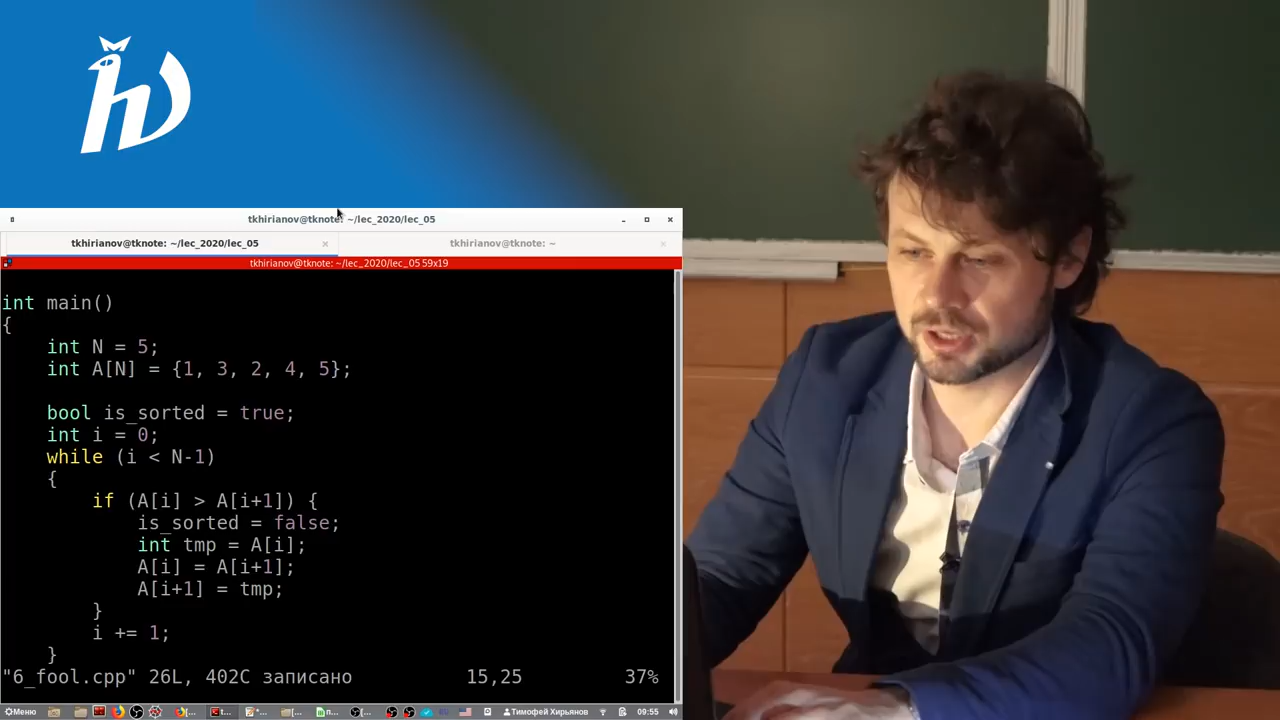 tkhirianov@tknote: ~/lec_2020/lec_05
tkhirianov@tknote: ~/lec_2020/lec_05
tkhirianov@tknote: ~
tkhirianov@tknote: ~/lec_2020/lec_05 59x19
int main()
{
int N = 5;
int A[N] = {1, 3, 2, 4, 5};
bool is_sorted = true;
int i = 0;
while (i < N-1)
{
if (A[i] > A[i+1]) {
is_sorted = false;
int tmp = A[i];
A[i] = A[i+1];
A[i+1] = tmp;
}
i += 1;
}
"6_fool.cpp" 26L, 402C записано 15,25 37%
Меню Тимофей Хирьянов 09:55